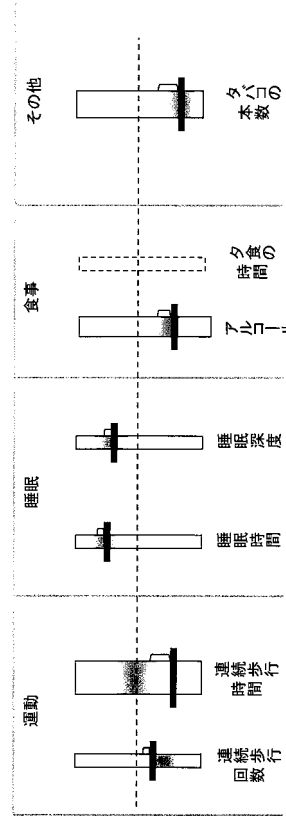 運動
睡眠
食事
その他
連続歩行
回数
連続歩行
時間
睡眠時間
睡眠深度
アルコール
夕食の
時間
タバコの
本数